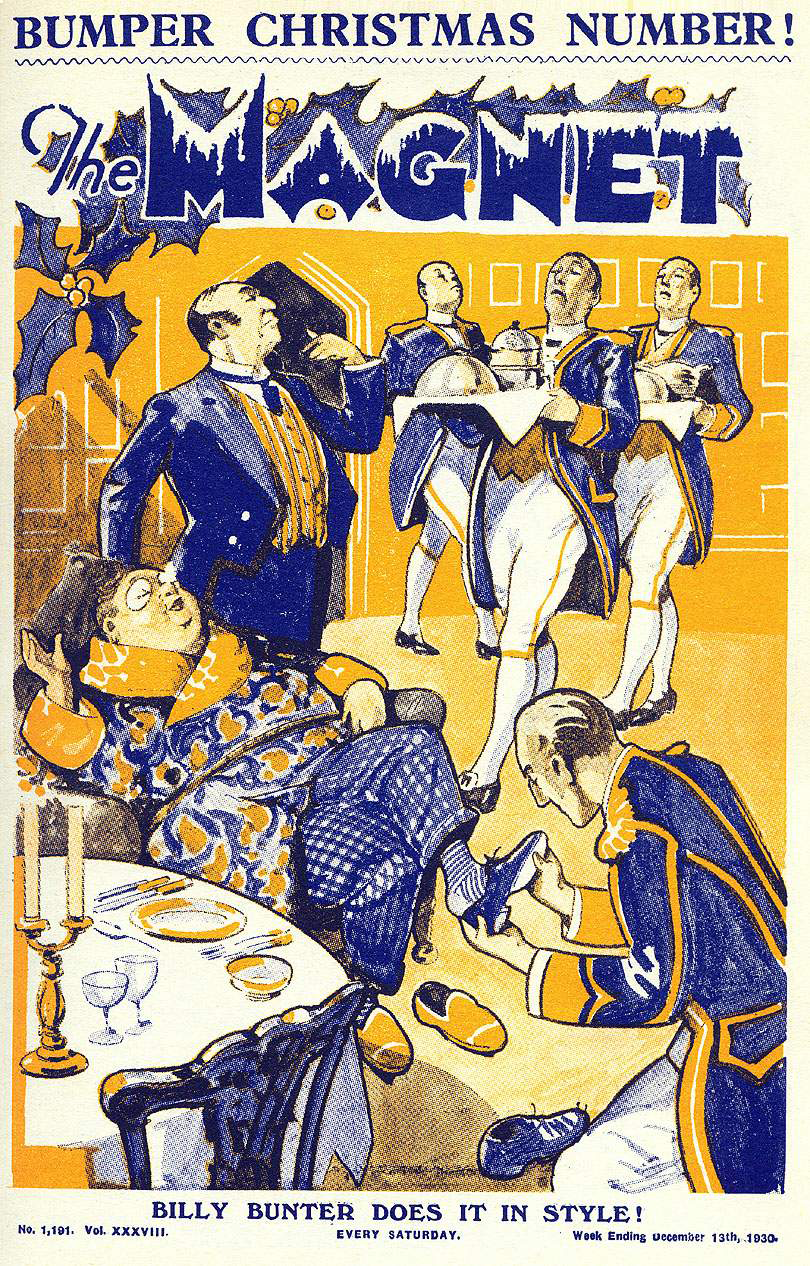 BUMPER CHRISTMAS NUMBER!
The MAGNET
BILLY BUNTER DOES IT IN STYLE!
No. 1,191. Vol. XXXVIII. EVERY SATURDAY. Week Ending December 13th, 1930.